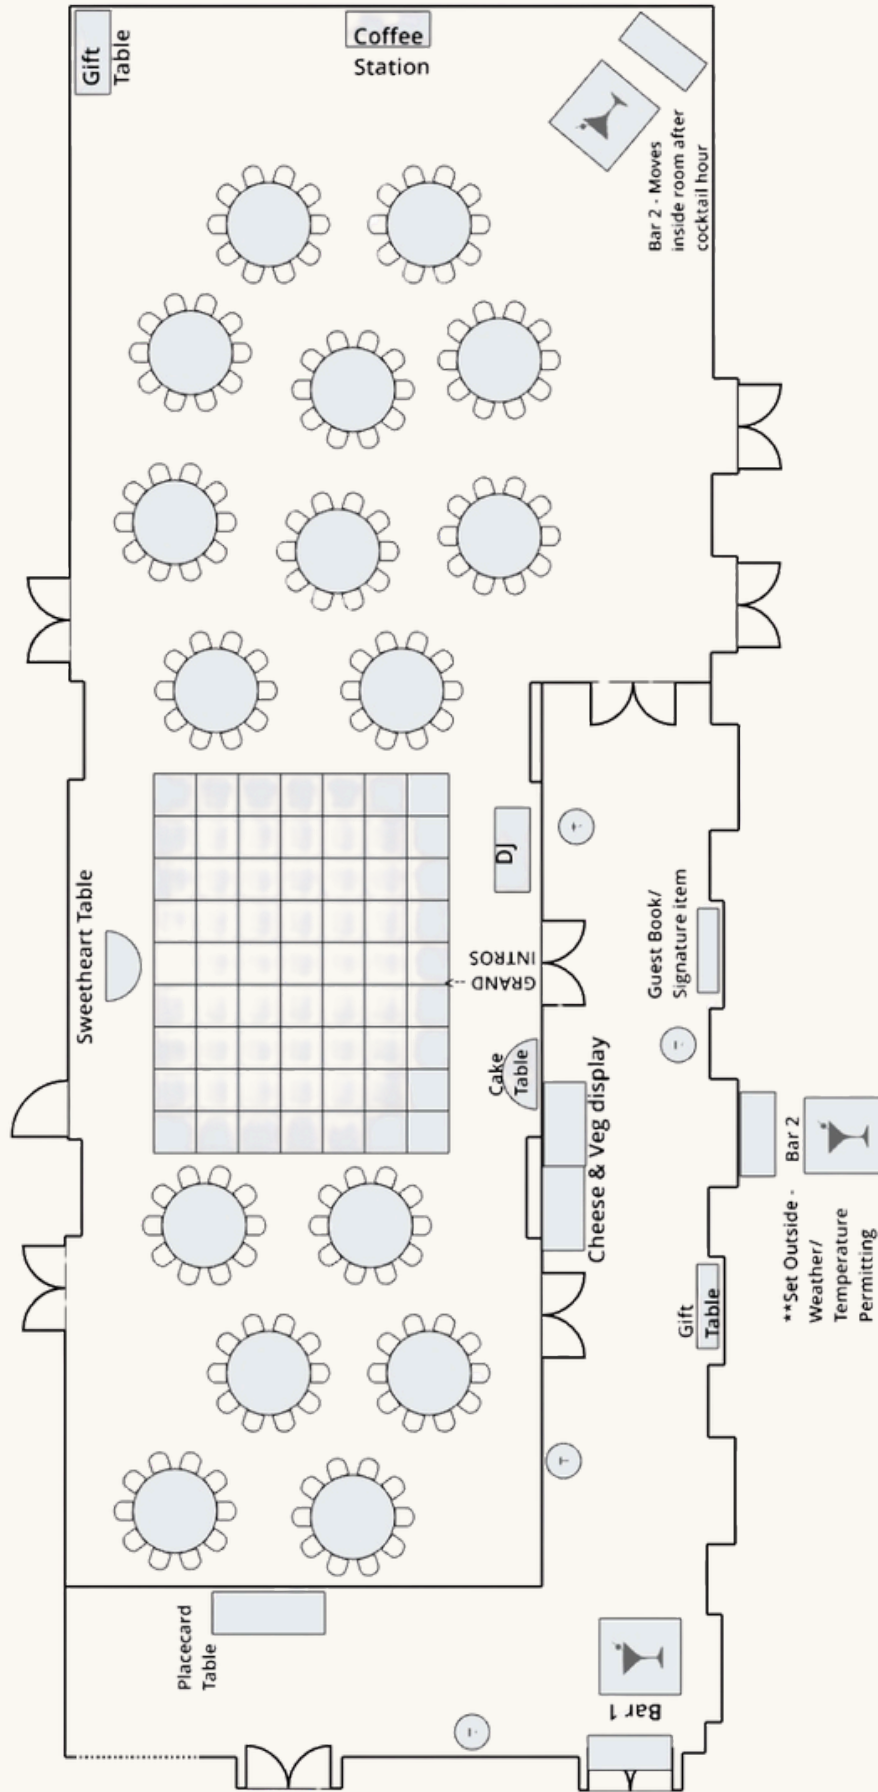 Gift
Table
Coffee
Station
Bar 2 - Moves
inside room after
cocktail hour
Sweetheart Table
DJ
GRAND -->
INTROS
Guest Book/
Signature item
Cake
Table
Cheese & Veg display
Bar 2
**Set Outside -
Weather/
Temperature
Permitting
Gift
Table
T
Placecard
Table
Bar 1